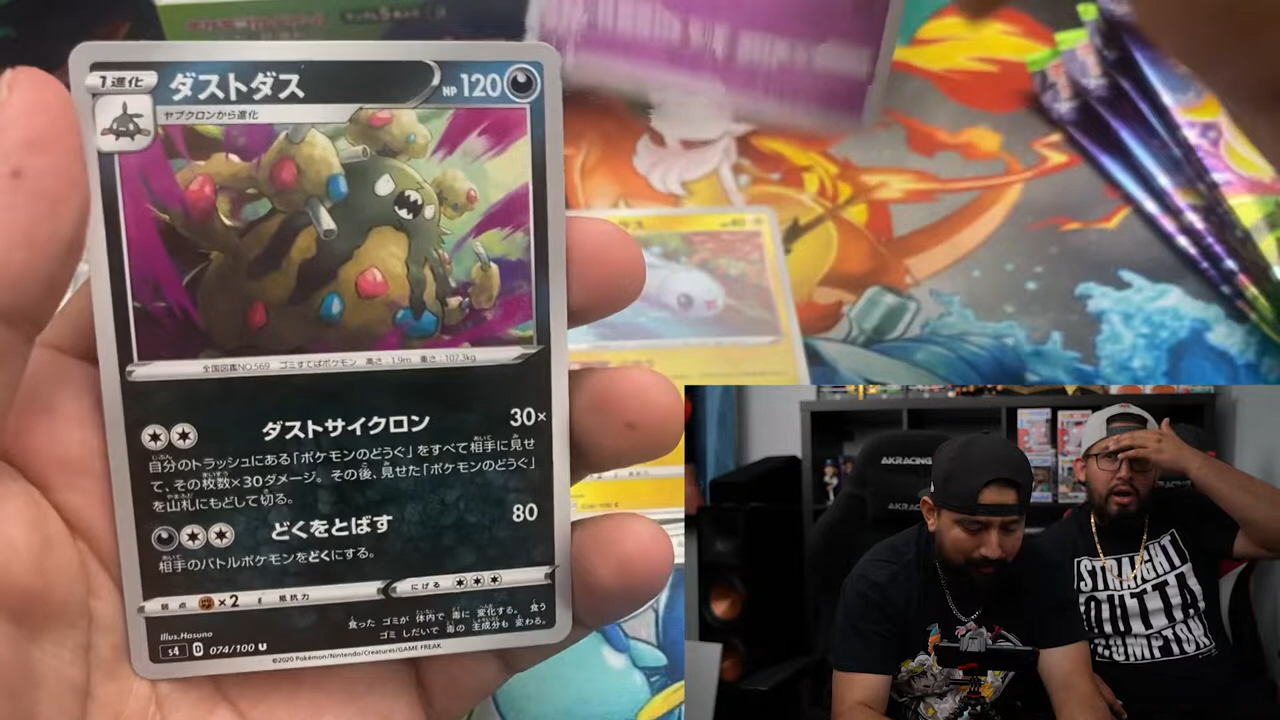 1進化
ダストダス
HP 120
ヤブクロンから進化
全国図鑑NO.569 ゴミすてばポケモン 高さ：1.9m 重さ：107.3kg
ダストサイクロン 30×
自分のトラッシュにある「ポケモンのどうぐ」をすべて相手に見せ
て、その枚数×30ダメージ。その後、見せた「ポケモンのどうぐ」
を山札にもどして切る。
どくをとばす 80
相手のバトルポケモンをどくにする。
弱点 ×2 抵抗力 にげる
食った ゴミが 体内で 毒に 変化する。 食う
ゴミ しだいで 毒の 主成分も 変わる。
Illus.Hasuno
s4 D 074/100 U
©2020 Pokémon/Nintendo/Creatures/GAME FREAK.
AKRACING
STRAIGHT
OUTTA
COMPTON